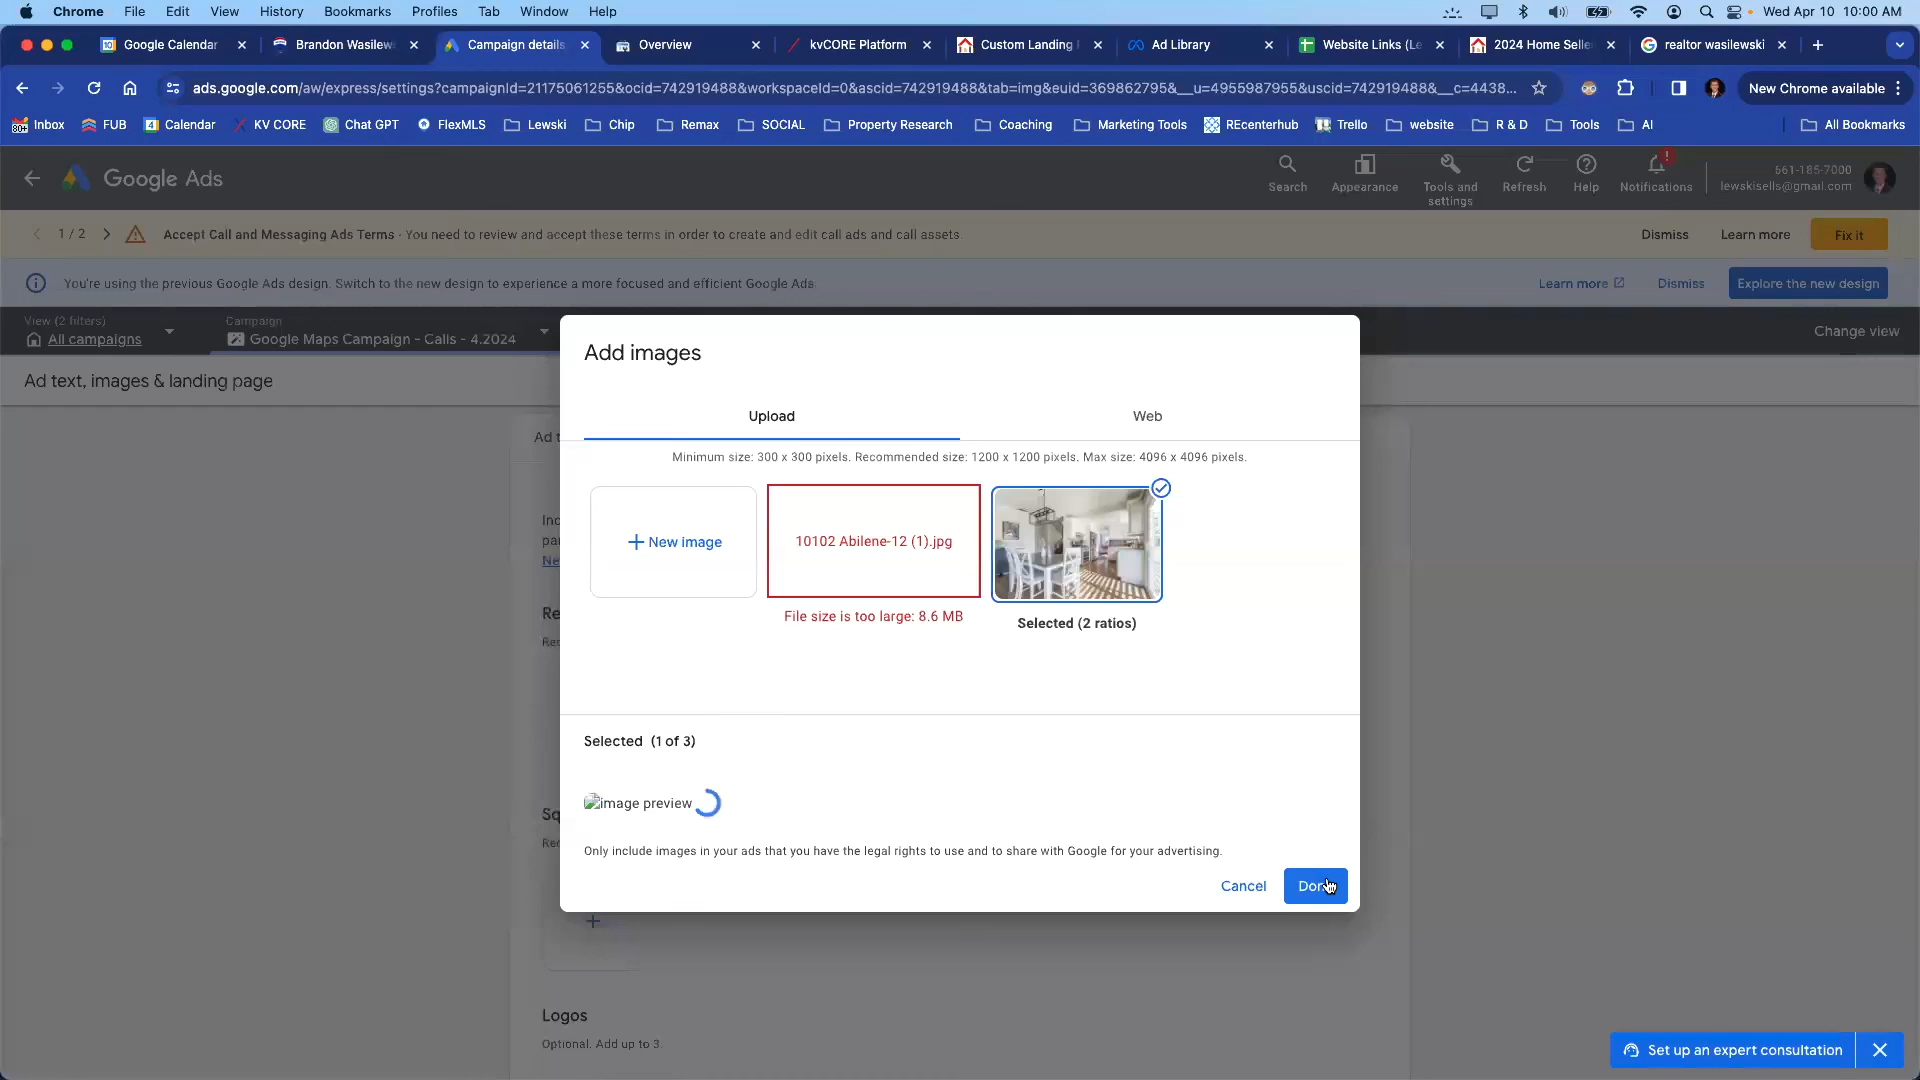 Chrome File Edit View History Bookmarks Profiles Tab Window Help Wed Apr 10 10:00 AM
Google Calendar Brandon Wasilew Campaign details Overview kvCORE Platform Custom Landing Ad Library Website Links (Le 2024 Home Selle realtor wasilewski
ads.google.com/aw/express/settings?campaignId=21175061255&ocid=742919488&workspaceId=0&ascid=742919488&tab=img&euid=369862795&__u=4955987955&uscid=742919488&__c=4438... New Chrome available
Inbox FUB Calendar KV CORE Chat GPT FlexMLS Lewski Chip Remax SOCIAL Property Research Coaching Marketing Tools REcenterhub Trello website R & D Tools AI All Bookmarks
Google Ads
Search Appearance Tools and settings Refresh Help Notifications
661-185-7000
lewskisells@gmail.com
1 / 2 Accept Call and Messaging Ads Terms - You need to review and accept these terms in order to create and edit call ads and call assets. Dismiss Learn more Fix it
You're using the previous Google Ads design. Switch to the new design to experience a more focused and efficient Google Ads. Learn more Dismiss Explore the new design
View (2 filters)
All campaigns
Campaign
Google Maps Campaign - Calls - 4.2024
Change view
Ad text, images & landing page
Add images
Upload Web
Minimum size: 300 x 300 pixels. Recommended size: 1200 x 1200 pixels. Max size: 4096 x 4096 pixels.
+ New image
10102 Abilene-12 (1).jpg
File size is too large: 8.6 MB
Selected (2 ratios)
Selected (1 of 3)
image preview
Only include images in your ads that you have the legal rights to use and to share with Google for your advertising.
Cancel
Logos
Optional. Add up to 3.
Set up an expert consultation